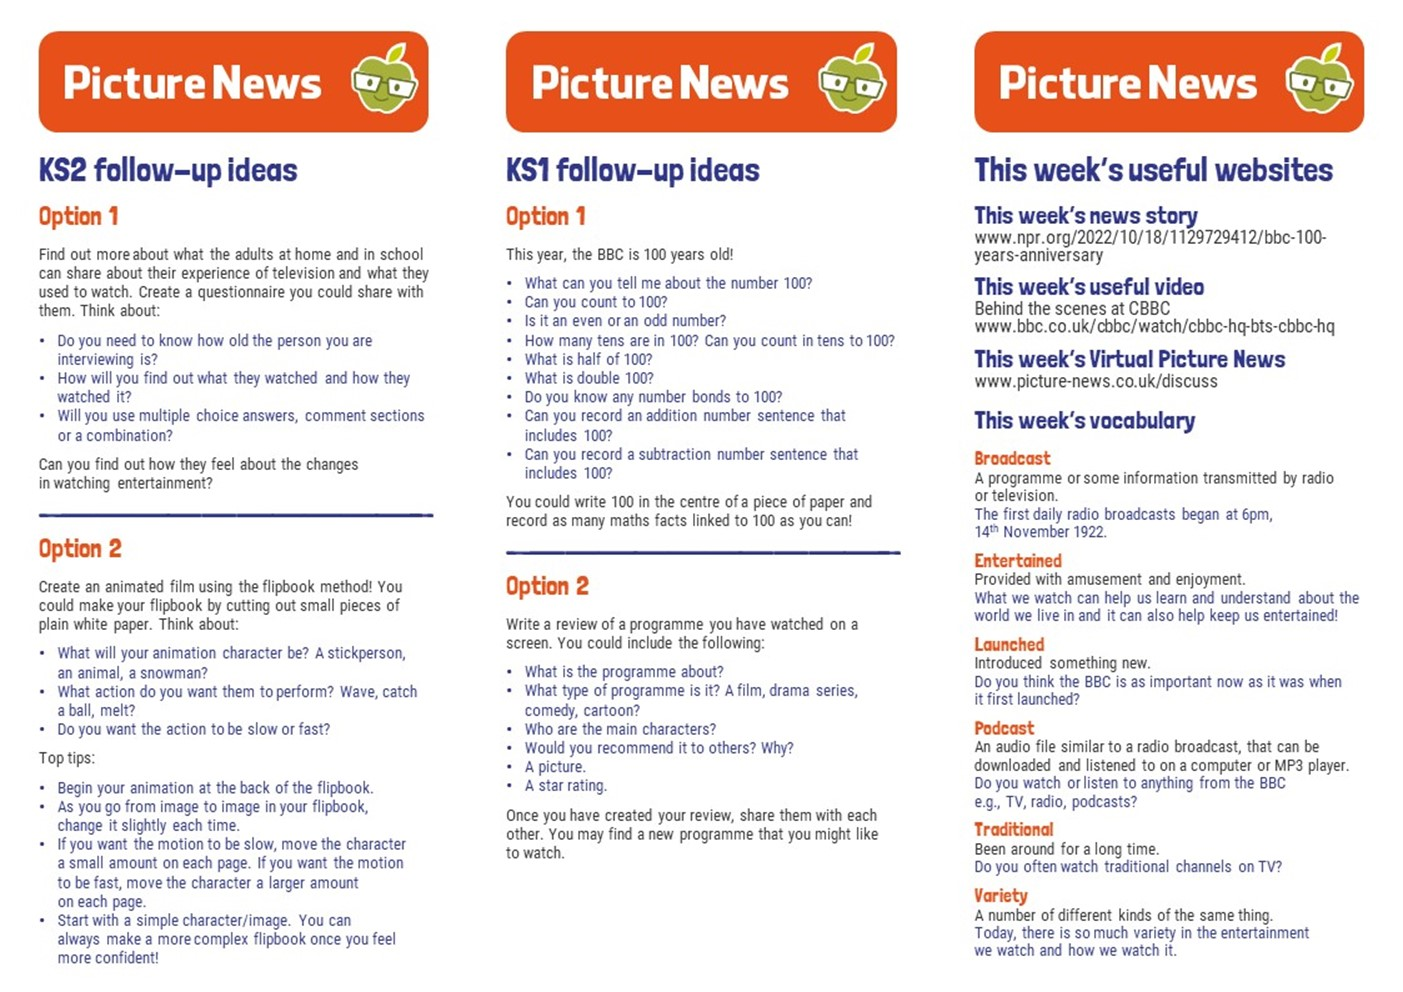 Picture News
KS2 follow-up ideas
Option 1
Find out more about what the adults at home and in school
can share about their experience of television and what they
used to watch. Create a questionnaire you could share with
them. Think about:
• Do you need to know how old the person you are
interviewing is?
• How will you find out what they watched and how they
watched it?
• Will you use multiple choice answers, comment sections
or a combination?
Can you find out how they feel about the changes
in watching entertainment?
Option 2
Create an animated film using the flipbook method! You
could make your flipbook by cutting out small pieces of
plain white paper. Think about:
• What will your animation character be? A stickperson,
an animal, a snowman?
• What action do you want them to perform? Wave, catch
a ball, melt?
• Do you want the action to be slow or fast?
Top tips:
• Begin your animation at the back of the flipbook.
• As you go from image to image in your flipbook,
change it slightly each time.
• If you want the motion to be slow, move the character
a small amount on each page. If you want the motion
to be fast, move the character a larger amount
on each page.
• Start with a simple character/image. You can
always make a more complex flipbook once you feel
more confident!
Picture News
KS1 follow-up ideas
Option 1
This year, the BBC is 100 years old!
• What can you tell me about the number 100?
• Can you count to 100?
• Is it an even or an odd number?
• How many tens are in 100? Can you count in tens to 100?
• What is half of 100?
• What is double 100?
• Do you know any number bonds to 100?
• Can you record an addition number sentence that
includes 100?
• Can you record a subtraction number sentence that
includes 100?
You could write 100 in the centre of a piece of paper and
record as many maths facts linked to 100 as you can!
Option 2
Write a review of a programme you have watched on a
screen. You could include the following:
• What is the programme about?
• What type of programme is it? A film, drama series,
comedy, cartoon?
• Who are the main characters?
• Would you recommend it to others? Why?
• A picture.
• A star rating.
Once you have created your review, share them with each
other. You may find a new programme that you might like
to watch.
Picture News
This week's useful websites
This week's news story
www.npr.org/2022/10/18/1129729412/bbc-100-
years-anniversary
This week's useful video
Behind the scenes at CBBC
www.bbc.co.uk/cbbc/watch/cbbc-hq-bts-cbbc-hq
This week's Virtual Picture News
www.picture-news.co.uk/discuss
This week's vocabulary
Broadcast
A programme or some information transmitted by radio
or television.
The first daily radio broadcasts began at 6pm,
14th November 1922.
Entertained
Provided with amusement and enjoyment.
What we watch can help us learn and understand about the
world we live in and it can also help keep us entertained!
Launched
Introduced something new.
Do you think the BBC is as important now as it was when
it first launched?
Podcast
An audio file similar to a radio broadcast, that can be
downloaded and listened to on a computer or MP3 player.
Do you watch or listen to anything from the BBC
e.g., TV, radio, podcasts?
Traditional
Been around for a long time.
Do you often watch traditional channels on TV?
Variety
A number of different kinds of the same thing.
Today, there is so much variety in the entertainment
we watch and how we watch it.